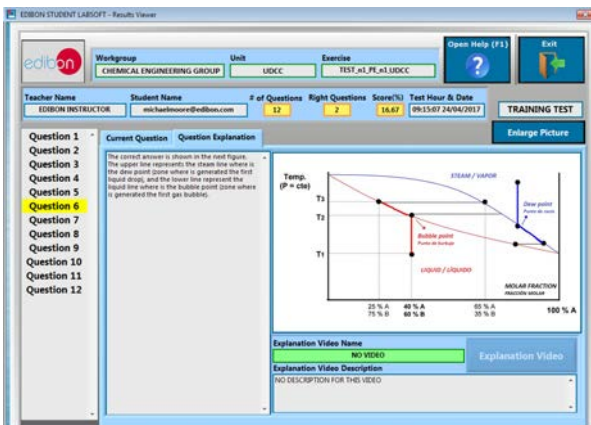 EDIBON STUDENT LABSOFT - Results Viewer
edibon
Workgroup
CHEMICAL ENGINEERING GROUP
Unit
UDCC
Exercise
TEST_n1_PE_n1_UDCC
Open Help (F1)
?
Exit
Teacher Name
EDIBON INSTRUCTOR
Student Name
michaelmoore@edibon.com
# of Questions
12
Right Questions
2
Score(%)
16.67
Test Hour & Date
09:15:07 24/04/2017
TRAINING TEST
Question 1
Question 2
Question 3
Question 4
Question 5
Question 6
Question 7
Question 8
Question 9
Question 10
Question 11
Question 12
Current Question
Question Explanation
Enlarge Picture
The correct answer is shown in the next figure.
The upper line represents the steam line where is
the dew point (zone where is generated the first
liquid drop), and the lower line represent the
liquid line where is the bubble point (zone where
is generated the first gas bubble).
Temp.
(P = cte)
STEAM / VAPOR
T3
T2
T1
Dew point
Punto de rocío
Bubble point
Punto de burbuja
LIQUID / LÍQUIDO
MOLAR FRACTION
FRACCIÓN MOLAR
25 % A
75 % B
40 % A
60 % B
65 % A
35 % B
100 % A
Explanation Video Name
NO VIDEO
Explanation Video
Explanation Video Description
NO DESCRIPTION FOR THIS VIDEO